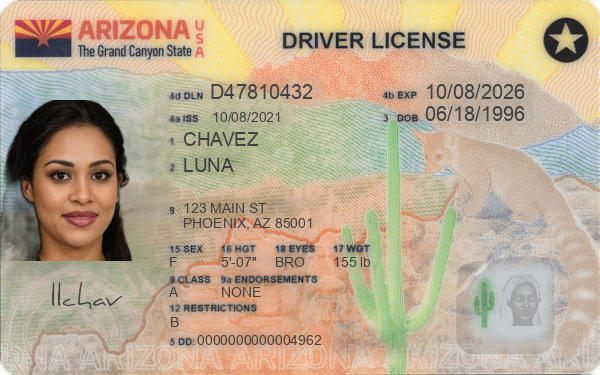 ARIZONA USA
The Grand Canyon State
DRIVER LICENSE
4d DLN D47810432 4b EXP 10/08/2026
4a ISS 10/08/2021 3 DOB 06/18/1996
1 CHAVEZ
2 LUNA
8 123 MAIN ST
PHOENIX, AZ 85001
15 SEX 16 HGT 18 EYES 17 WGT
F 5'-07" BRO 155 lb
9 CLASS 9a ENDORSEMENTS
A NONE
12 RESTRICTIONS
B
5 DD: 0000000000004962
ARIZONA ARIZONA ARIZONA ARIZONA